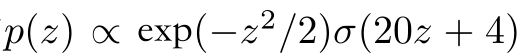 p(z) ∝ exp(−z²/2)σ(20z + 4)